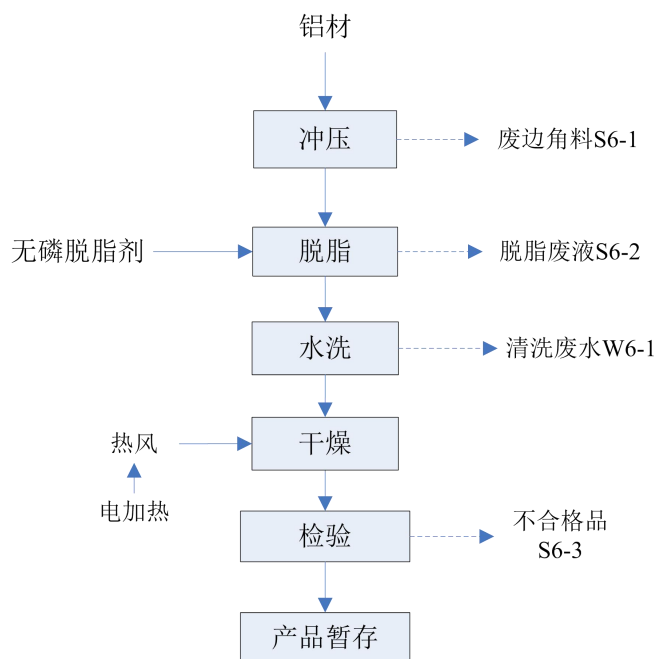 铝材
冲压
废边角料S6-1
无磷脱脂剂
脱脂
脱脂废液S6-2
水洗
清洗废水W6-1
热风
干燥
电加热
检验
不合格品
S6-3
产品暂存